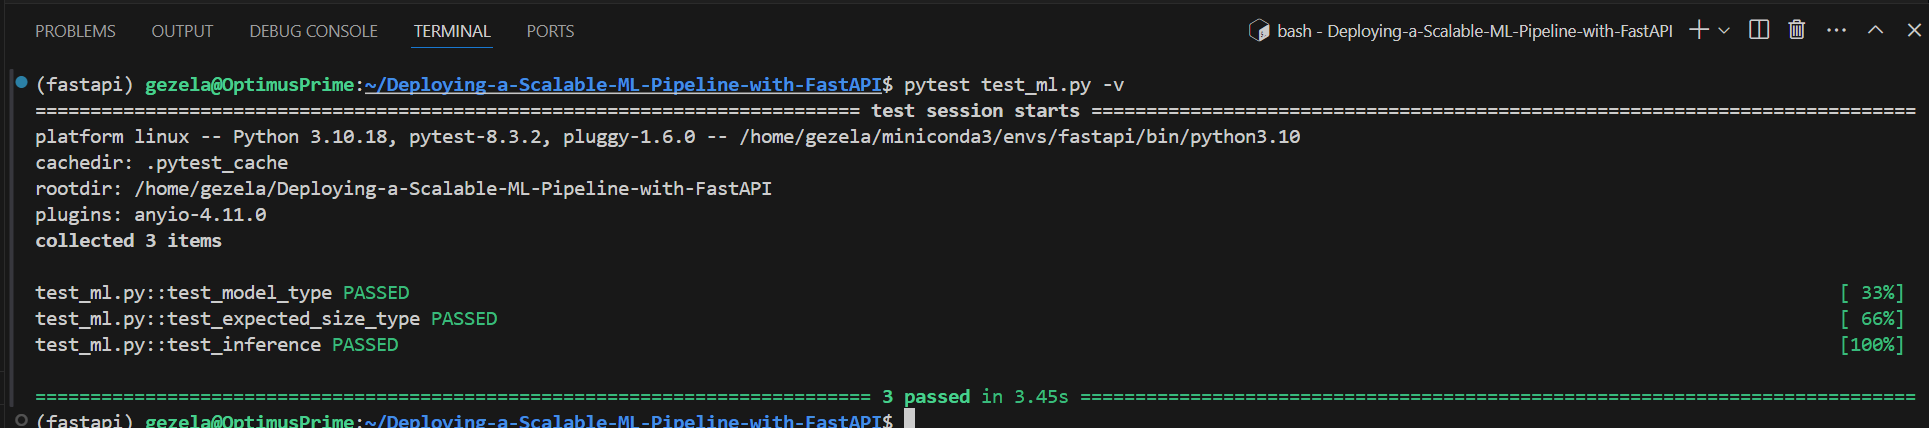 PROBLEMS OUTPUT DEBUG CONSOLE TERMINAL PORTS bash - Deploying-a-Scalable-ML-Pipeline-with-FastAPI
(fastapi) gezela@OptimusPrime:~/Deploying-a-Scalable-ML-Pipeline-with-FastAPI$ pytest test_ml.py -v
=========================================================================== test session starts ===========================================================================
platform linux -- Python 3.10.18, pytest-8.3.2, pluggy-1.6.0 -- /home/gezela/miniconda3/envs/fastapi/bin/python3.10
cachedir: .pytest_cache
rootdir: /home/gezela/Deploying-a-Scalable-ML-Pipeline-with-FastAPI
plugins: anyio-4.11.0
collected 3 items
test_ml.py::test_model_type PASSED [ 33%]
test_ml.py::test_expected_size_type PASSED [ 66%]
test_ml.py::test_inference PASSED [100%]
============================================================================ 3 passed in 3.45s ============================================================================
(fastapi) gezela@OptimusPrime:~/Deploying-a-Scalable-ML-Pipeline-with-FastAPI$